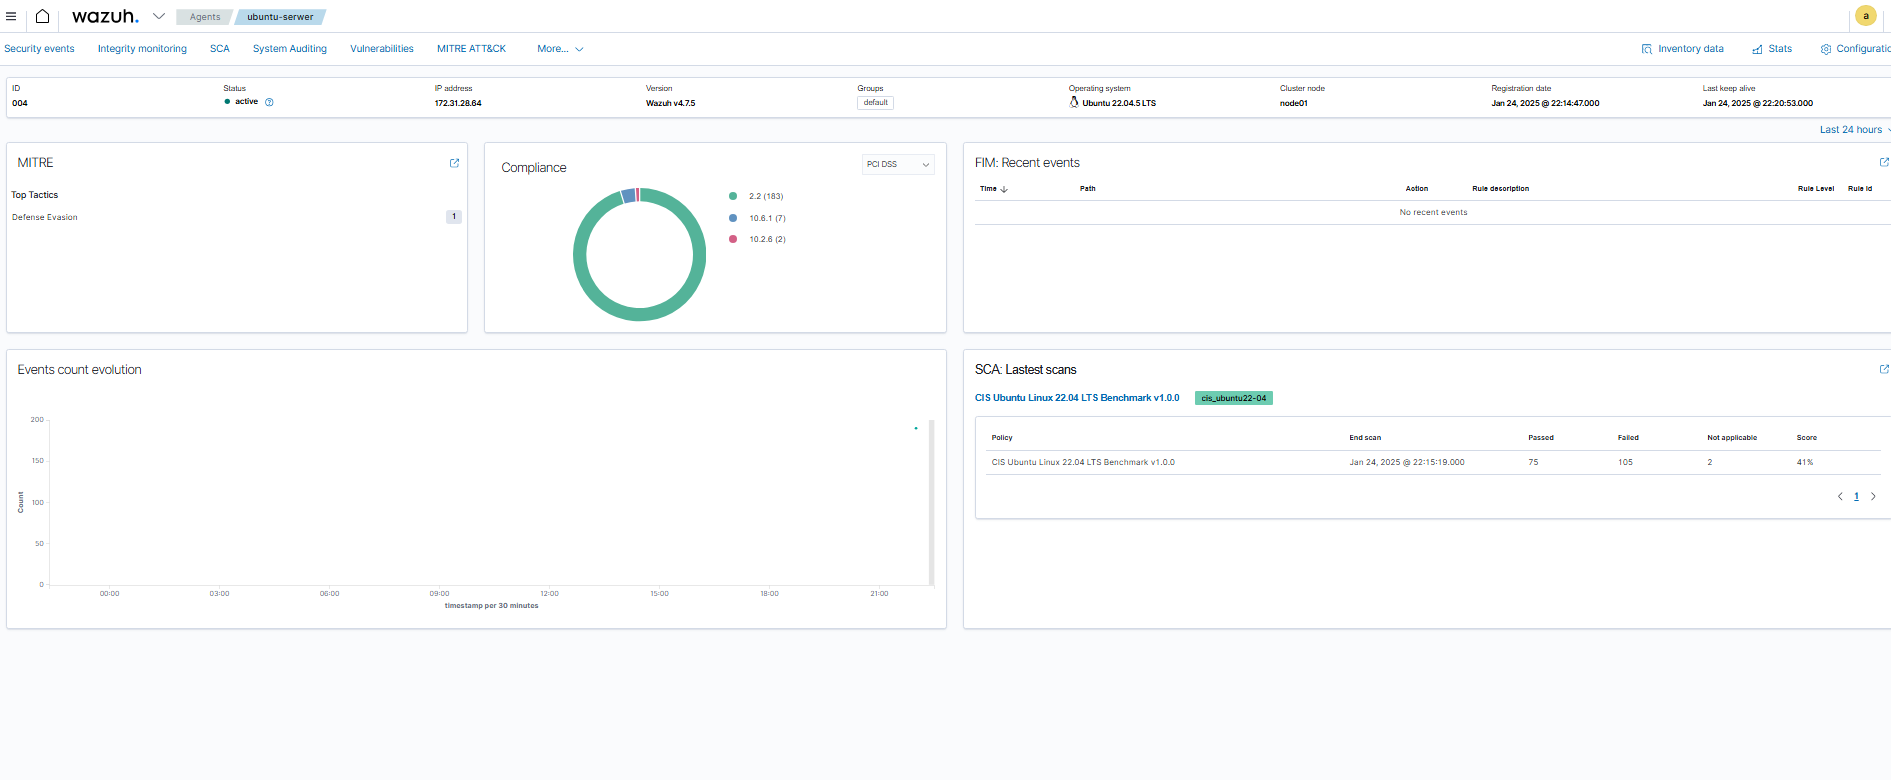 wazuh.
Agents
ubuntu-serwer
a
Security events
Integrity monitoring
SCA
System Auditing
Vulnerabilities
MITRE ATT&CK
More...
Inventory data
Stats
Configuratio
ID
Status
IP address
Version
Groups
Operating system
Cluster node
Registration date
Last keep alive
004
active
172.31.28.64
Wazuh v4.7.5
default
Ubuntu 22.04.5 LTS
node01
Jan 24, 2025 @ 22:14:47.000
Jan 24, 2025 @ 22:20:53.000
Last 24 hours
MITRE
Top Tactics
Defense Evasion
1
Compliance
PCI DSS
2.2 (183)
10.6.1 (7)
10.2.6 (2)
FIM: Recent events
Time
Path
Action
Rule description
Rule Level
Rule Id
No recent events
Events count evolution
200
150
100
50
0
Count
00:00
03:00
06:00
09:00
12:00
15:00
18:00
21:00
timestamp per 30 minutes
SCA: Lastest scans
CIS Ubuntu Linux 22.04 LTS Benchmark v1.0.0
cis_ubuntu22-04
Policy
End scan
Passed
Failed
Not applicable
Score
CIS Ubuntu Linux 22.04 LTS Benchmark v1.0.0
Jan 24, 2025 @ 22:15:19.000
75
105
2
41%
1